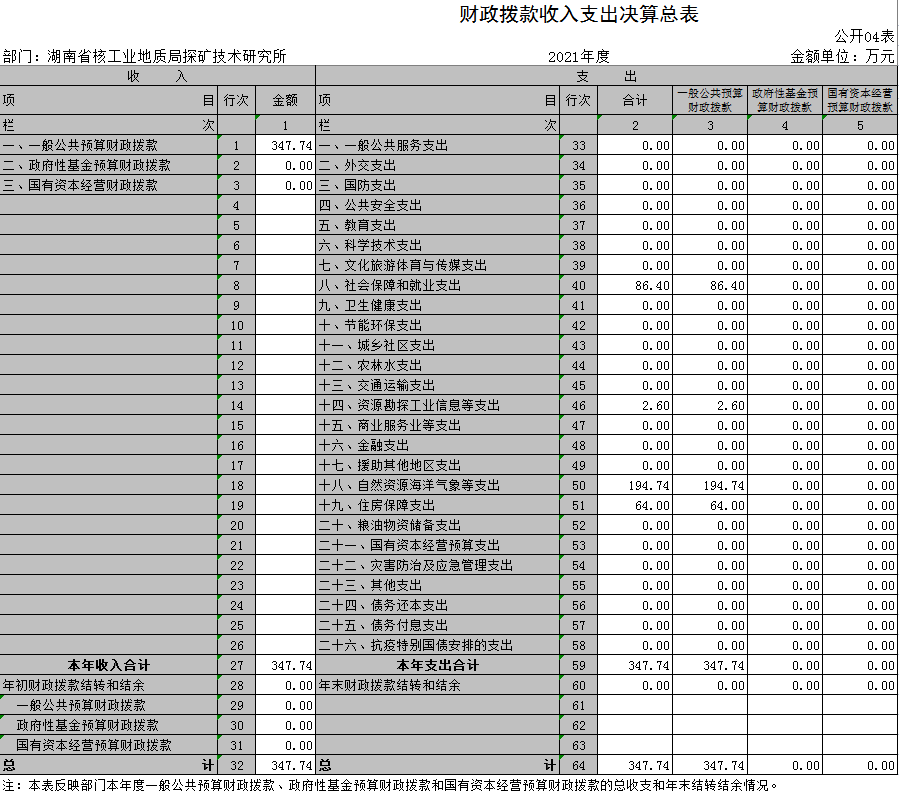 财政拨款收入支出决算总表
公开04表
部门：湖南省核工业地质局探矿技术研究所 2021年度 金额单位：万元
收 入 支 出
项 目 行次 金额 项 目 行次 合计 一般公共预算财政拨款 政府性基金预算财政拨款 国有资本经营预算财政拨款
栏 次 1 栏 次 2 3 4 5
一、一般公共预算财政拨款 1 347.74 一、一般公共服务支出 33 0.00 0.00 0.00 0.00
二、政府性基金预算财政拨款 2 0.00 二、外交支出 34 0.00 0.00 0.00 0.00
三、国有资本经营财政拨款 3 0.00 三、国防支出 35 0.00 0.00 0.00 0.00
4 四、公共安全支出 36 0.00 0.00 0.00 0.00
5 五、教育支出 37 0.00 0.00 0.00 0.00
6 六、科学技术支出 38 0.00 0.00 0.00 0.00
7 七、文化旅游体育与传媒支出 39 0.00 0.00 0.00 0.00
8 八、社会保障和就业支出 40 86.40 86.40 0.00 0.00
9 九、卫生健康支出 41 0.00 0.00 0.00 0.00
10 十、节能环保支出 42 0.00 0.00 0.00 0.00
11 十一、城乡社区支出 43 0.00 0.00 0.00 0.00
12 十二、农林水支出 44 0.00 0.00 0.00 0.00
13 十三、交通运输支出 45 0.00 0.00 0.00 0.00
14 十四、资源勘探工业信息等支出 46 2.60 2.60 0.00 0.00
15 十五、商业服务业等支出 47 0.00 0.00 0.00 0.00
16 十六、金融支出 48 0.00 0.00 0.00 0.00
17 十七、援助其他地区支出 49 0.00 0.00 0.00 0.00
18 十八、自然资源海洋气象等支出 50 194.74 194.74 0.00 0.00
19 十九、住房保障支出 51 64.00 64.00 0.00 0.00
20 二十、粮油物资储备支出 52 0.00 0.00 0.00 0.00
21 二十一、国有资本经营预算支出 53 0.00 0.00 0.00 0.00
22 二十二、灾害防治及应急管理支出 54 0.00 0.00 0.00 0.00
23 二十三、其他支出 55 0.00 0.00 0.00 0.00
24 二十四、债务还本支出 56 0.00 0.00 0.00 0.00
25 二十五、债务付息支出 57 0.00 0.00 0.00 0.00
26 二十六、抗疫特别国债安排的支出 58 0.00 0.00 0.00 0.00
本年收入合计 27 347.74 本年支出合计 59 347.74 347.74 0.00 0.00
年初财政拨款结转和结余 28 0.00 年末财政拨款结转和结余 60 0.00 0.00 0.00 0.00
一般公共预算财政拨款 29 0.00 61
政府性基金预算财政拨款 30 0.00 62
国有资本经营预算财政拨款 31 0.00 63
总 计 32 347.74 总 计 64 347.74 347.74 0.00 0.00
注：本表反映部门本年度一般公共预算财政拨款、政府性基金预算财政拨款和国有资本经营预算财政拨款的总收支和年末结转结余情况。